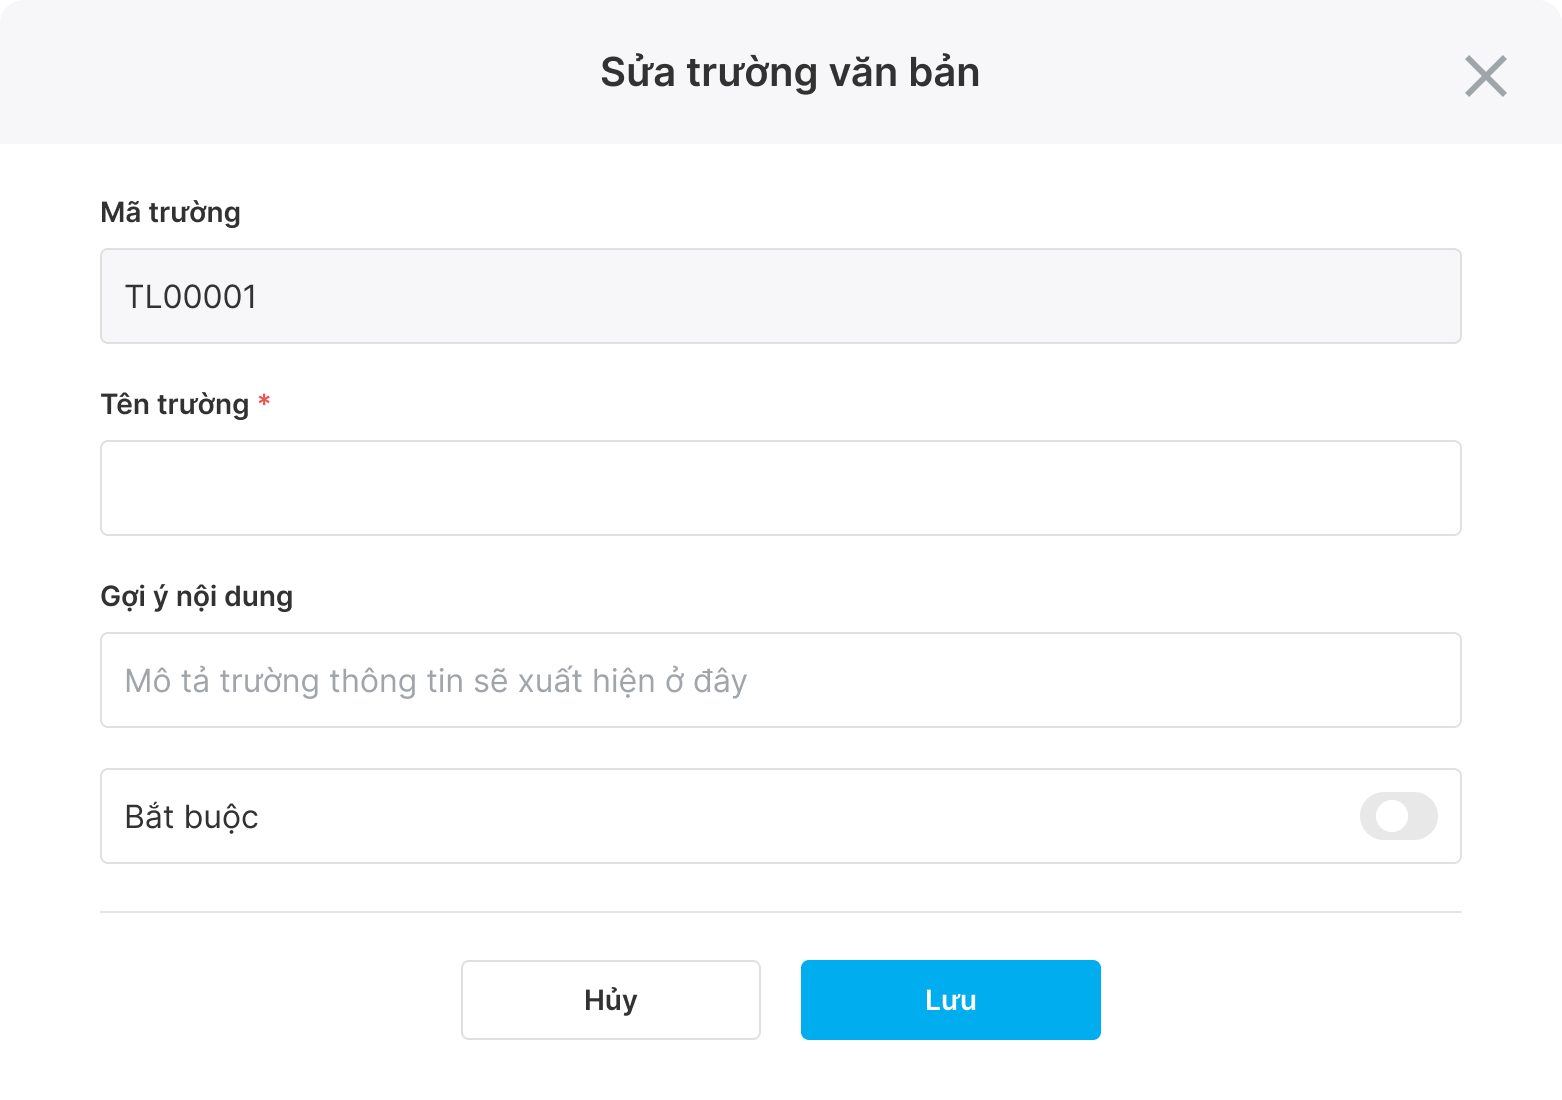 Sửa trường văn bản
Mã trường
TL00001
Tên trường *
Gợi ý nội dung
Mô tả trường thông tin sẽ xuất hiện ở đây
Bắt buộc
Hủy
Lưu